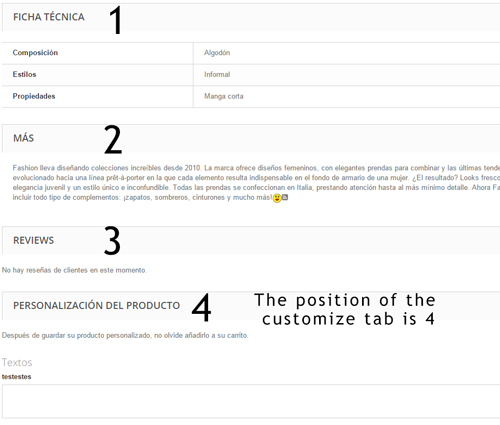 FICHA TÉCNICA 1
Composición Algodón
Estilos Informal
Propiedades Manga corta
MÁS 2
Fashion lleva diseñando colecciones increíbles desde 2010. La marca ofrece diseños femeninos, con elegantes prendas para combinar y las últimas tende
evolucionado hacia una línea prêt-à-porter en la que cada elemento resulta indispensable en el fondo de armario de una mujer. ¿El resultado? Looks fresco
elegancia juvenil y un estilo único e inconfundible. Todas las prendas se confeccionan en Italia, prestando atención hasta al más mínimo detalle. Ahora Fa
incluir todo tipo de complementos: ¡zapatos, sombreros, cinturones y mucho más!
REVIEWS 3
No hay reseñas de clientes en este momento.
PERSONALIZACIÓN DEL PRODUCTO 4
The position of the
customize tab is 4
Después de guardar su producto personalizado, no olvide añadirlo a su carrito.
Textos
testestes